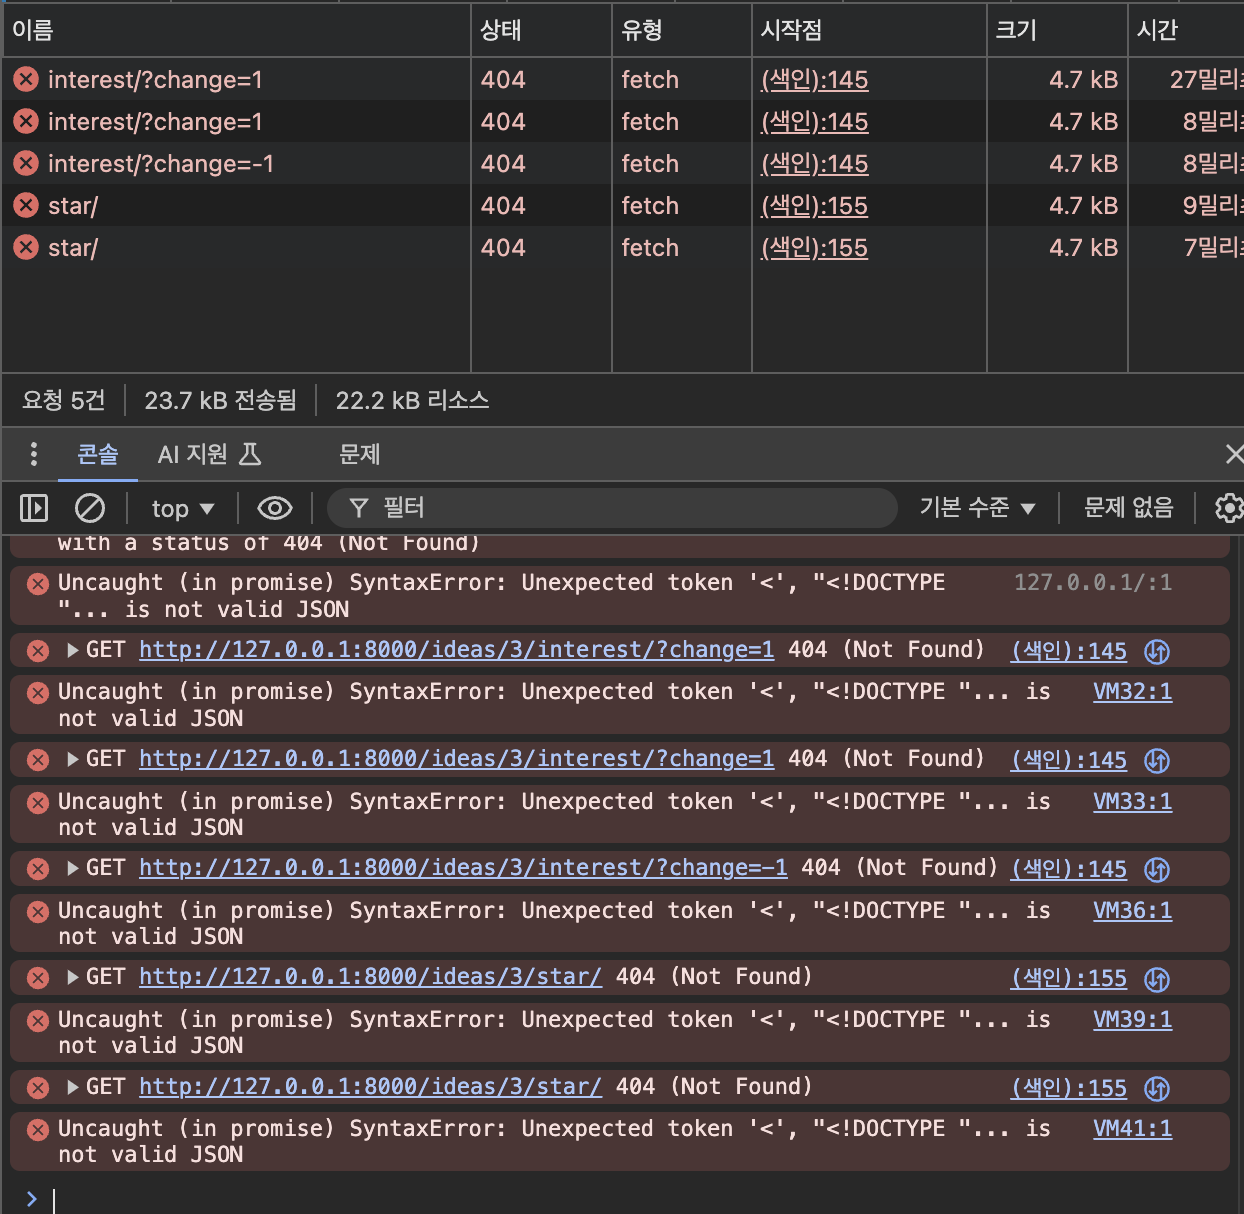 이름 상태 유형 시작점 크기 시간
interest/?change=1 404 fetch (색인):145 4.7 kB 27밀리초
interest/?change=1 404 fetch (색인):145 4.7 kB 8밀리
interest/?change=-1 404 fetch (색인):145 4.7 kB 8밀리
star/ 404 fetch (색인):155 4.7 kB 9밀리
star/ 404 fetch (색인):155 4.7 kB 7밀리
요청 5건 23.7 kB 전송됨 22.2 kB 리소스
콘솔 AI 지원 문제
top 필터 기본 수준 문제 없음
with a status of 404 (Not Found)
Uncaught (in promise) SyntaxError: Unexpected token '<', "<!DOCTYPE 127.0.0.1/:1
"... is not valid JSON
GET http://127.0.0.1:8000/ideas/3/interest/?change=1 404 (Not Found) (색인):145
Uncaught (in promise) SyntaxError: Unexpected token '<', "<!DOCTYPE "... is VM32:1
not valid JSON
GET http://127.0.0.1:8000/ideas/3/interest/?change=1 404 (Not Found) (색인):145
Uncaught (in promise) SyntaxError: Unexpected token '<', "<!DOCTYPE "... is VM33:1
not valid JSON
GET http://127.0.0.1:8000/ideas/3/interest/?change=-1 404 (Not Found) (색인):145
Uncaught (in promise) SyntaxError: Unexpected token '<', "<!DOCTYPE "... is VM36:1
not valid JSON
GET http://127.0.0.1:8000/ideas/3/star/ 404 (Not Found) (색인):155
Uncaught (in promise) SyntaxError: Unexpected token '<', "<!DOCTYPE "... is VM39:1
not valid JSON
GET http://127.0.0.1:8000/ideas/3/star/ 404 (Not Found) (색인):155
Uncaught (in promise) SyntaxError: Unexpected token '<', "<!DOCTYPE "... is VM41:1
not valid JSON